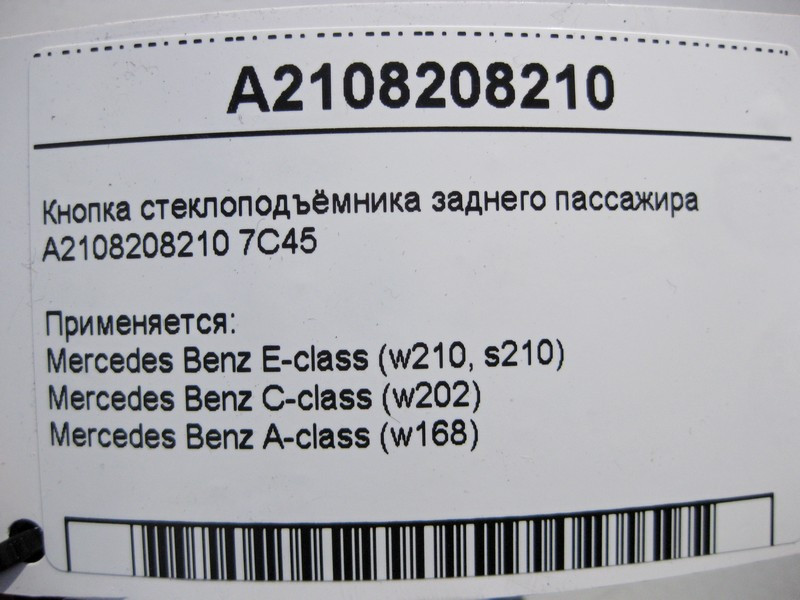 A2108208210
Кнопка стеклоподъёмника заднего пассажира
A2108208210 7C45
Применяется:
Mercedes Benz E-class (w210, s210)
Mercedes Benz C-class (w202)
Mercedes Benz A-class (w168)